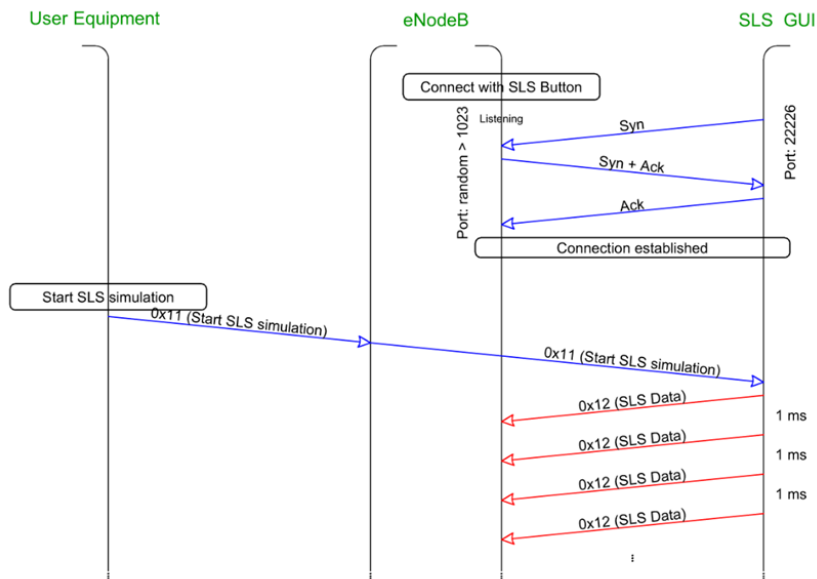 User Equipment
eNodeB
SLS GUI
Connect with SLS Button
Port: random > 1023
Listening
Port: 22226
Syn
Syn + Ack
Ack
Connection established
Start SLS simulation
0x11 (Start SLS simulation)
0x11 (Start SLS simulation)
0x12 (SLS Data)
1 ms
0x12 (SLS Data)
1 ms
0x12 (SLS Data)
1 ms
0x12 (SLS Data)
...